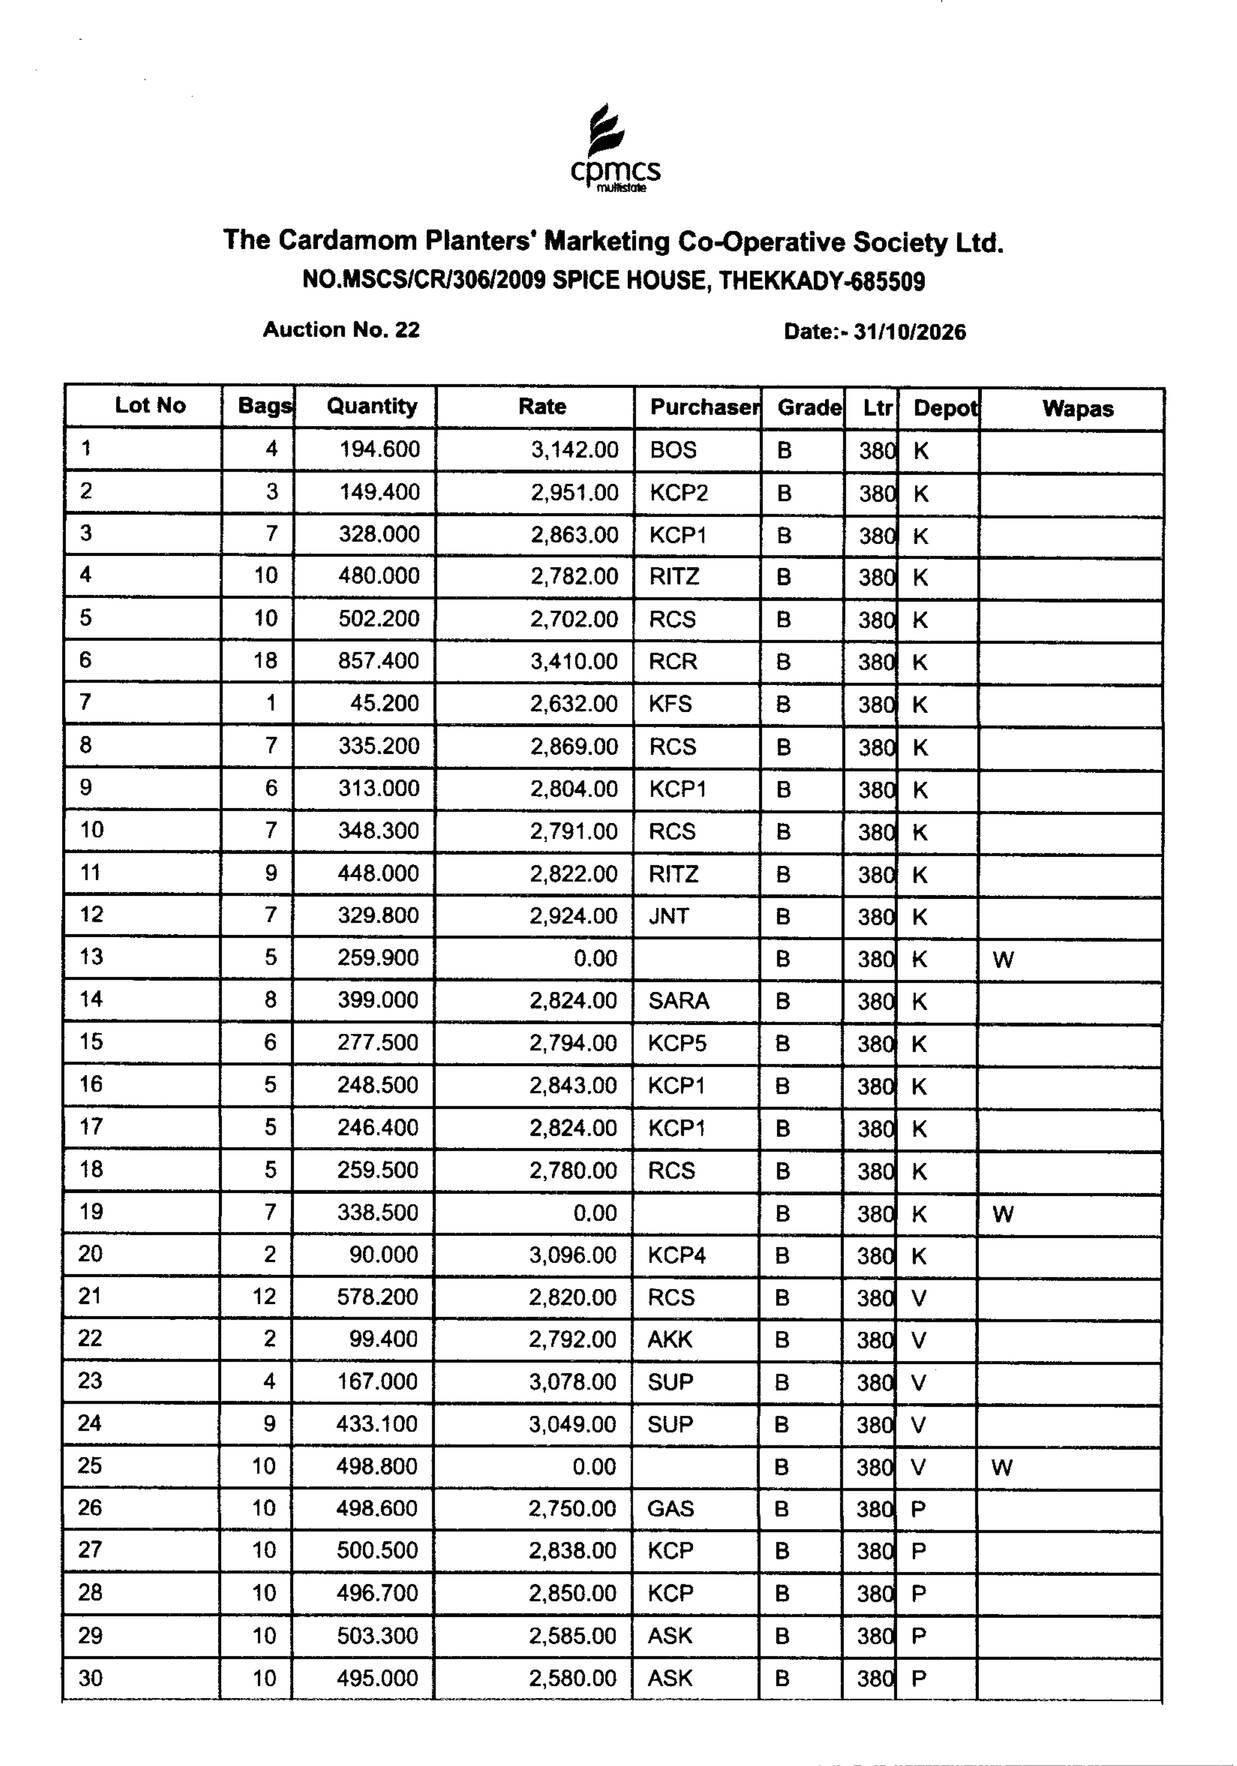 cpmcs
multistate
The Cardamom Planters' Marketing Co-Operative Society Ltd.
NO.MSCS/CR/306/2009 SPICE HOUSE, THEKKADY-685509
Auction No. 22 Date:- 31/10/2026
Lot No Bags Quantity Rate Purchaser Grade Ltr Depot Wapas
1 4 194.600 3,142.00 BOS B 380 K
2 3 149.400 2,951.00 KCP2 B 380 K
3 7 328.000 2,863.00 KCP1 B 380 K
4 10 480.000 2,782.00 RITZ B 380 K
5 10 502.200 2,702.00 RCS B 380 K
6 18 857.400 3,410.00 RCR B 380 K
7 1 45.200 2,632.00 KFS B 380 K
8 7 335.200 2,869.00 RCS B 380 K
9 6 313.000 2,804.00 KCP1 B 380 K
10 7 348.300 2,791.00 RCS B 380 K
11 9 448.000 2,822.00 RITZ B 380 K
12 7 329.800 2,924.00 JNT B 380 K
13 5 259.900 0.00 B 380 K W
14 8 399.000 2,824.00 SARA B 380 K
15 6 277.500 2,794.00 KCP5 B 380 K
16 5 248.500 2,843.00 KCP1 B 380 K
17 5 246.400 2,824.00 KCP1 B 380 K
18 5 259.500 2,780.00 RCS B 380 K
19 7 338.500 0.00 B 380 K W
20 2 90.000 3,096.00 KCP4 B 380 K
21 12 578.200 2,820.00 RCS B 380 V
22 2 99.400 2,792.00 AKK B 380 V
23 4 167.000 3,078.00 SUP B 380 V
24 9 433.100 3,049.00 SUP B 380 V
25 10 498.800 0.00 B 380 V W
26 10 498.600 2,750.00 GAS B 380 P
27 10 500.500 2,838.00 KCP B 380 P
28 10 496.700 2,850.00 KCP B 380 P
29 10 503.300 2,585.00 ASK B 380 P
30 10 495.000 2,580.00 ASK B 380 P